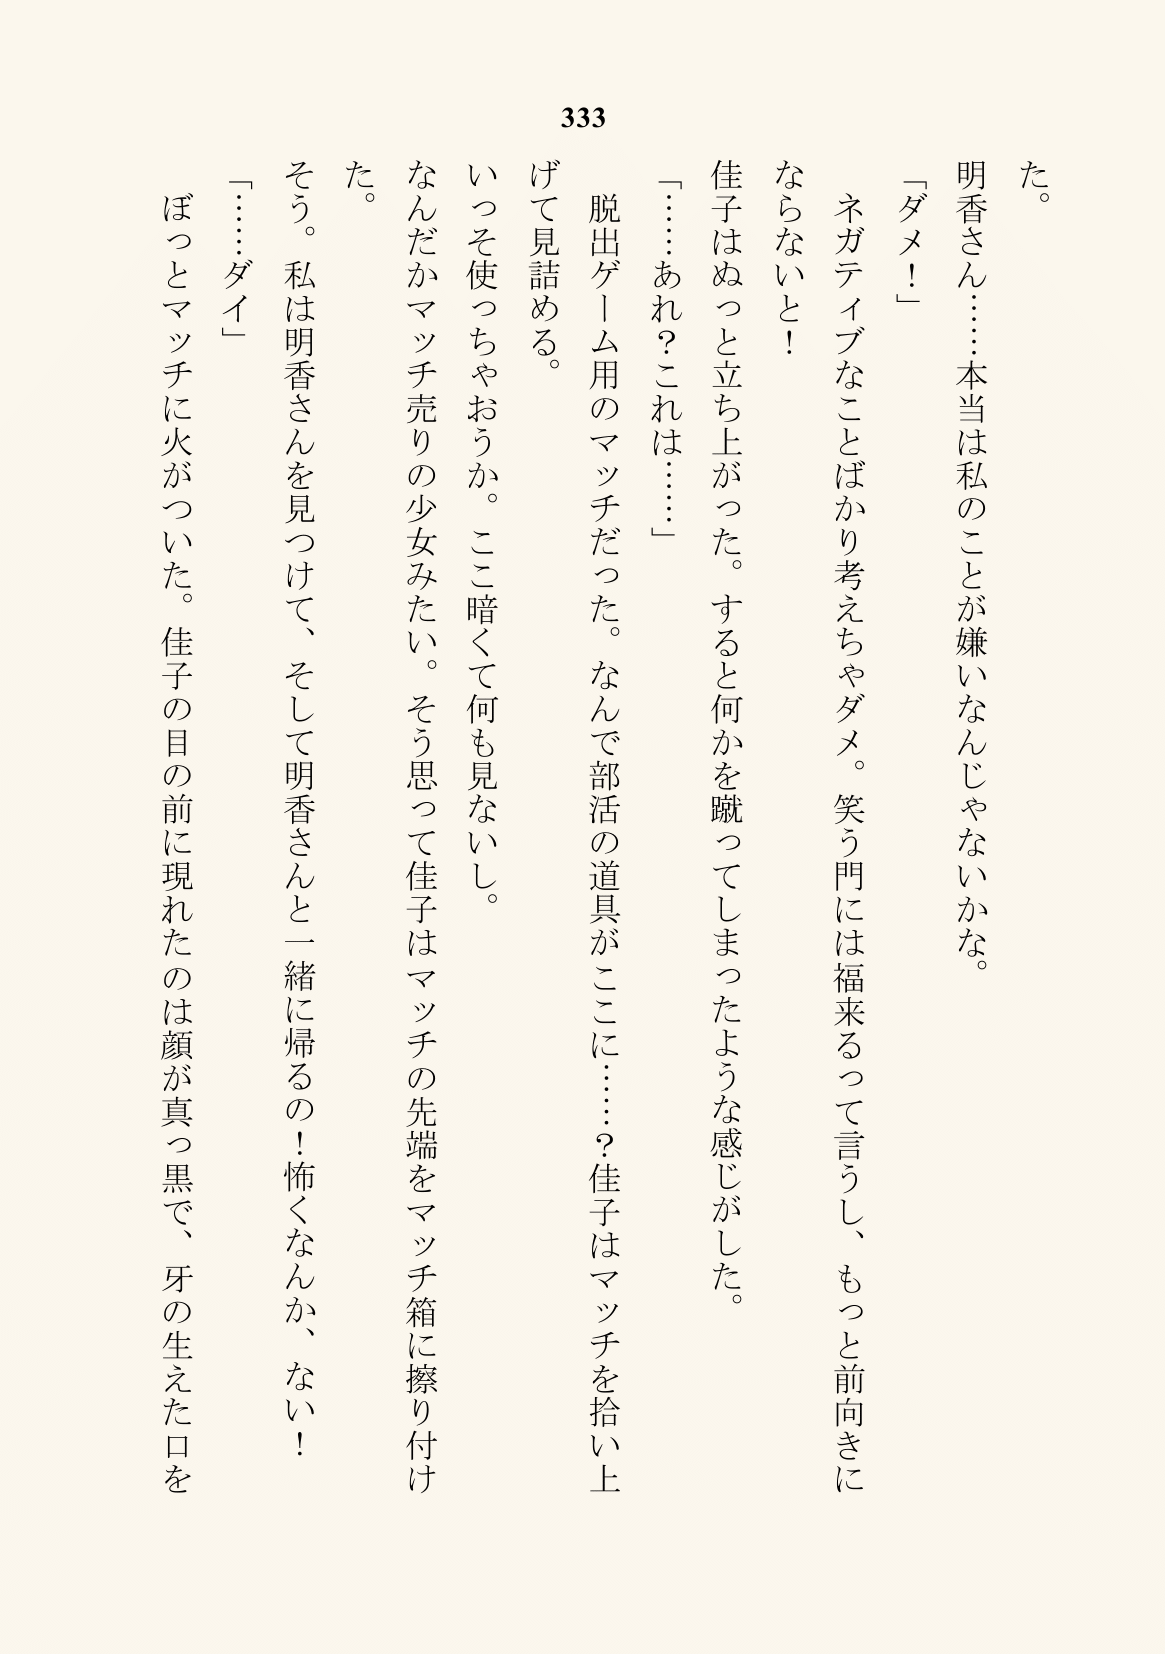 333
た。
明香さん……本当は私のことが嫌いなんじゃないかな。
「ダメ！」
　ネガティブなことばかり考えちゃダメ。笑う門には福来るって言うし、もっと前向きに
ならないと！
佳子はぬっと立ち上がった。すると何かを蹴ってしまったような感じがした。
「……あれ？これは……」
　脱出ゲーム用のマッチだった。なんで部活の道具がここに……？佳子はマッチを拾い上
げて見詰める。
いっそ使っちゃおうか。ここ暗くて何も見ないし。
なんだかマッチ売りの少女みたい。そう思って佳子はマッチの先端をマッチ箱に擦り付け
た。
そう。私は明香さんを見つけて、そして明香さんと一緒に帰るの！怖くなんか、ない！
「……ダイ」
　ぼっとマッチに火がついた。佳子の目の前に現れたのは顔が真っ黒で、牙の生えた口を